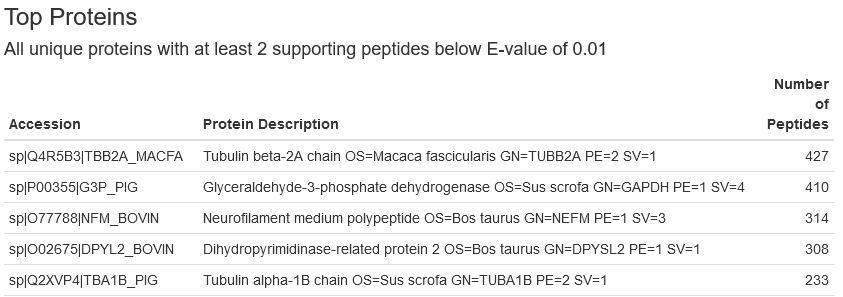 Top Proteins
All unique proteins with at least 2 supporting peptides below E-value of 0.01
Number
of
Accession Protein Description Peptides
sp|Q4R5B3|TBB2A_MACFA Tubulin beta-2A chain OS=Macaca fascicularis GN=TUBB2A PE=2 SV=1 427
sp|P00355|G3P_PIG Glyceraldehyde-3-phosphate dehydrogenase OS=Sus scrofa GN=GAPDH PE=1 SV=4 410
sp|O77788|NFM_BOVIN Neurofilament medium polypeptide OS=Bos taurus GN=NEFM PE=1 SV=3 314
sp|O02675|DPYL2_BOVIN Dihydropyrimidinase-related protein 2 OS=Bos taurus GN=DPYSL2 PE=1 SV=1 308
sp|Q2XVP4|TBA1B_PIG Tubulin alpha-1B chain OS=Sus scrofa GN=TUBA1B PE=2 SV=1 233